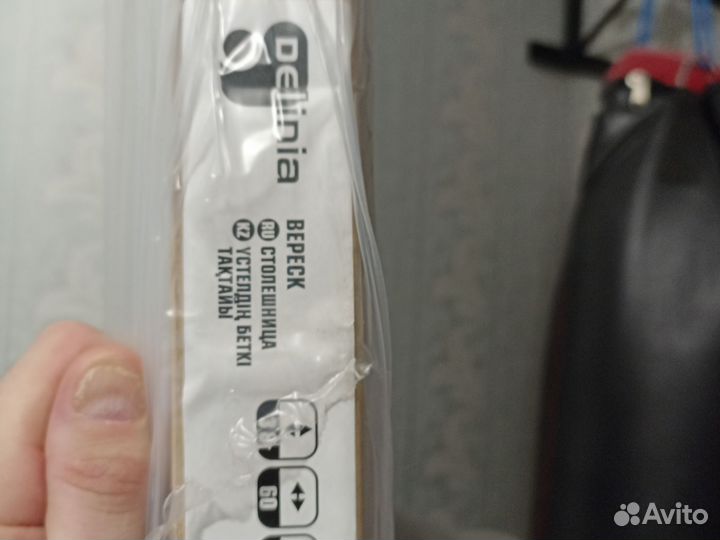 Delinia
ВЕРЕСК
RU СТОЛЕШНИЦА
KZ ҮСТЕЛДІҢ БЕТКІ
ТАҚТАЙЫ
60
Avito